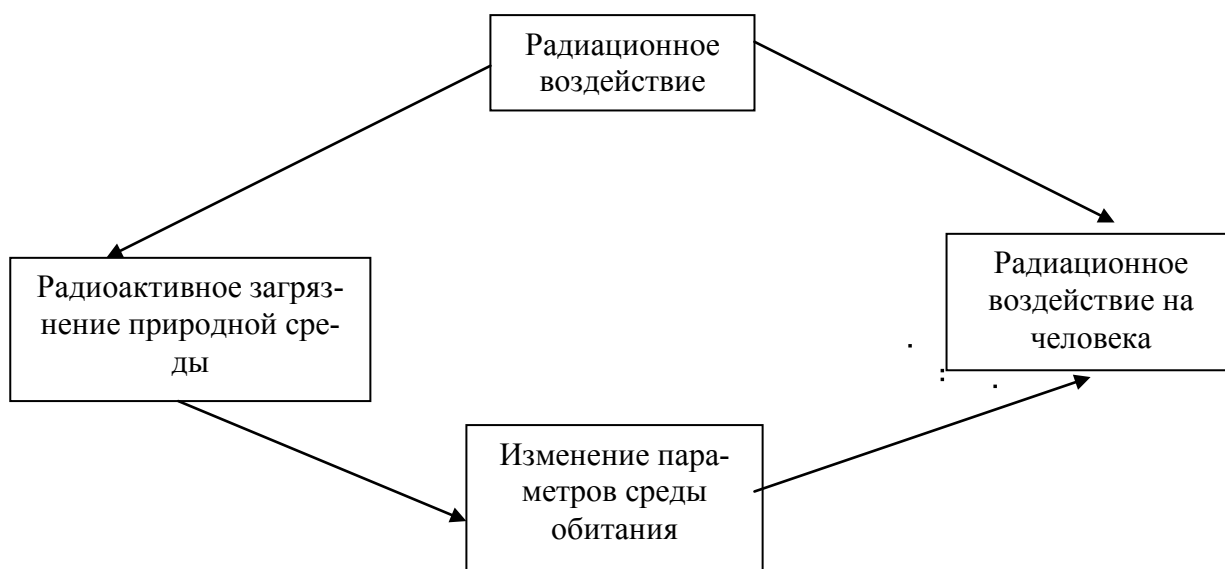 Радиационное
воздействие
Радиоактивное загряз-
нение природной сре-
ды
Радиационное
воздействие на
человека
Изменение пара-
метров среды
обитания